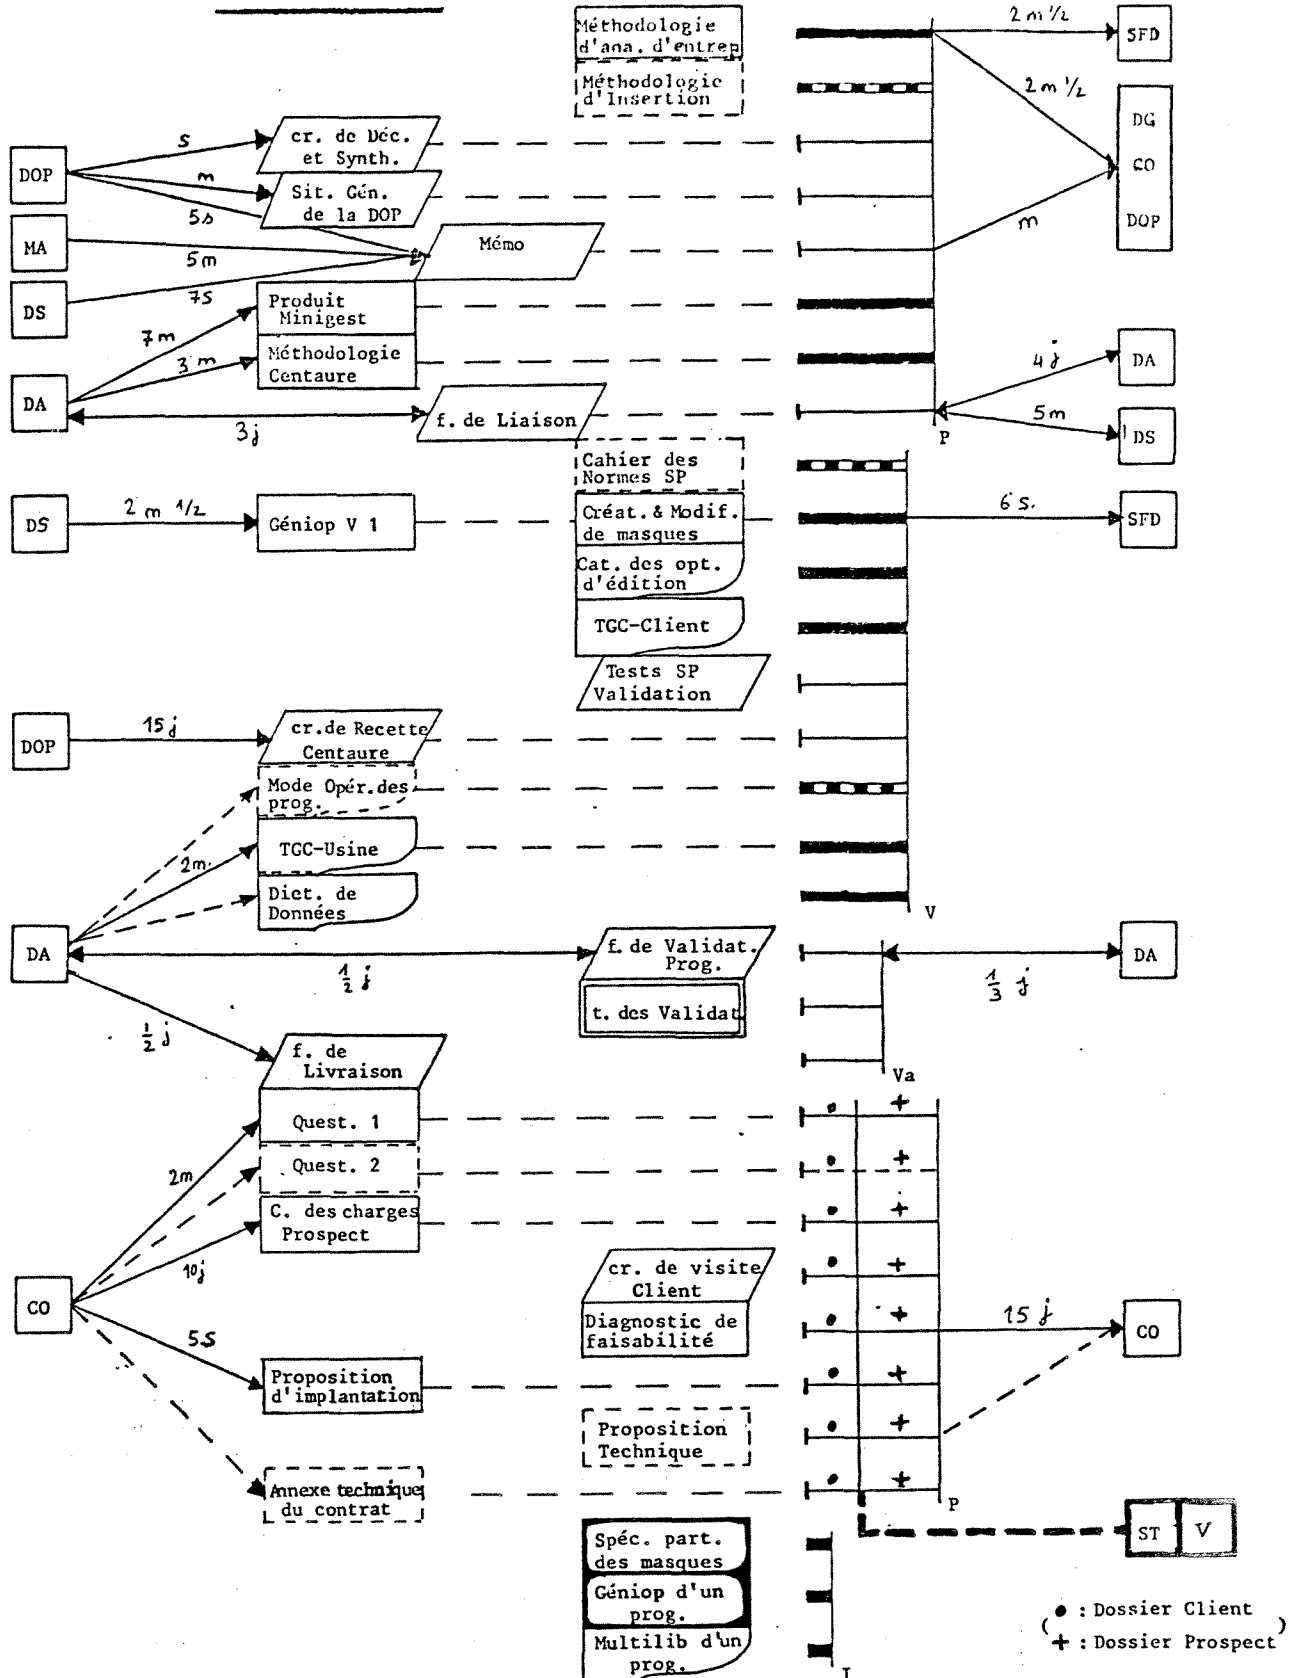 Méthodologie
d'ana. d'entrep
2 m ½
SFD
Méthodologie
d'Insertion
2 m ½
DG
CO
DOP
DOP
s
cr. de Déc.
et Synth.
m
Sit. Gén.
de la DOP
5s
m
MA
5m
Mémo
DS
7s
Produit
Minigest
7m
Méthodologie
Centaure
3 m
4 j
DA
DA
f. de Liaison
3j
5m
DS
P
Cahier des
Normes SP
DS
2 m ½
Géniop V 1
Créat. & Modif.
de masques
6 s.
SFD
Cat. des opt.
d'édition
TGC-Client
Tests SP
Validation
DOP
15 j
cr. de Recette
Centaure
Mode Opér.des
prog.
2m.
TGC-Usine
Dict. de
Données
V
DA
½ j
f. de Validat.
Prog.
⅓ j
DA
t. des Validat
½ j
f. de
Livraison
Va
Quest. 1
+
2m
Quest. 2
+
C. des charges
Prospect
+
10j
cr. de visite
Client
+
CO
Diagnostic de
faisabilité
+
15 j
CO
5s
Proposition
d'implantation
+
Proposition
Technique
+
Annexe technique
du contrat
+
P
ST
V
Spéc. part.
des masques
Géniop d'un
prog.
Multilib d'un
prog.
( ● : Dossier Client )
+ : Dossier Prospect